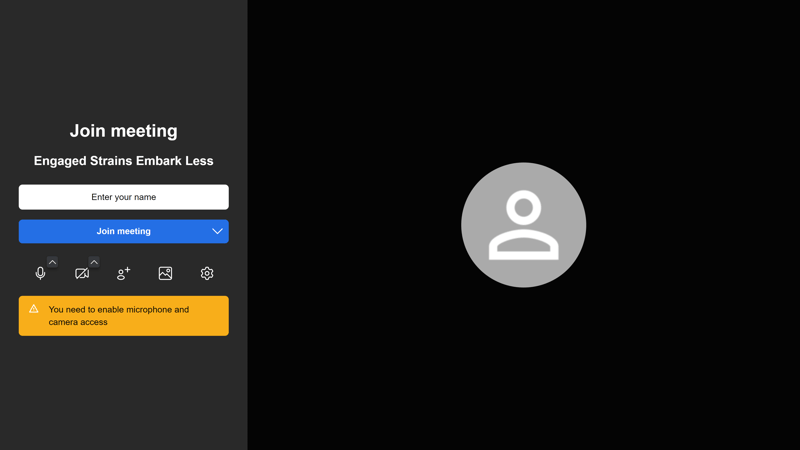 Join meeting
Engaged Strains Embark Less
Enter your name
Join meeting
You need to enable microphone and
camera access